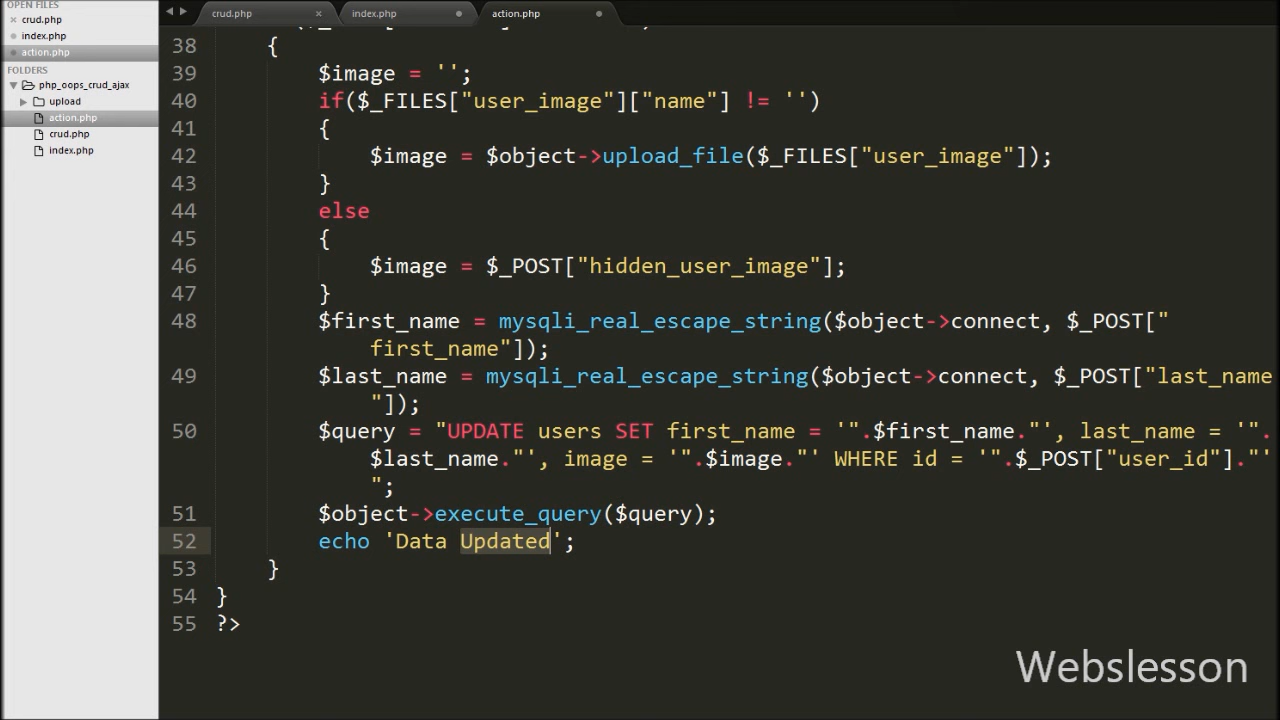 OPEN FILES
crud.php
index.php
action.php
FOLDERS
php_oops_crud_ajax
upload
action.php
crud.php
index.php
crud.php × index.php action.php
38 {
39 $image = '';
40 if($_FILES["user_image"]["name"] != '')
41 {
42 $image = $object->upload_file($_FILES["user_image"]);
43 }
44 else
45 {
46 $image = $_POST["hidden_user_image"];
47 }
48 $first_name = mysqli_real_escape_string($object->connect, $_POST["
first_name"]);
49 $last_name = mysqli_real_escape_string($object->connect, $_POST["last_name
"]);
50 $query = "UPDATE users SET first_name = '".$first_name."', last_name = '".
$last_name."', image = '".$image."' WHERE id = '".$_POST["user_id"]."'
";
51 $object->execute_query($query);
52 echo 'Data Updated';
53 }
54 }
55 ?>
Webslesson